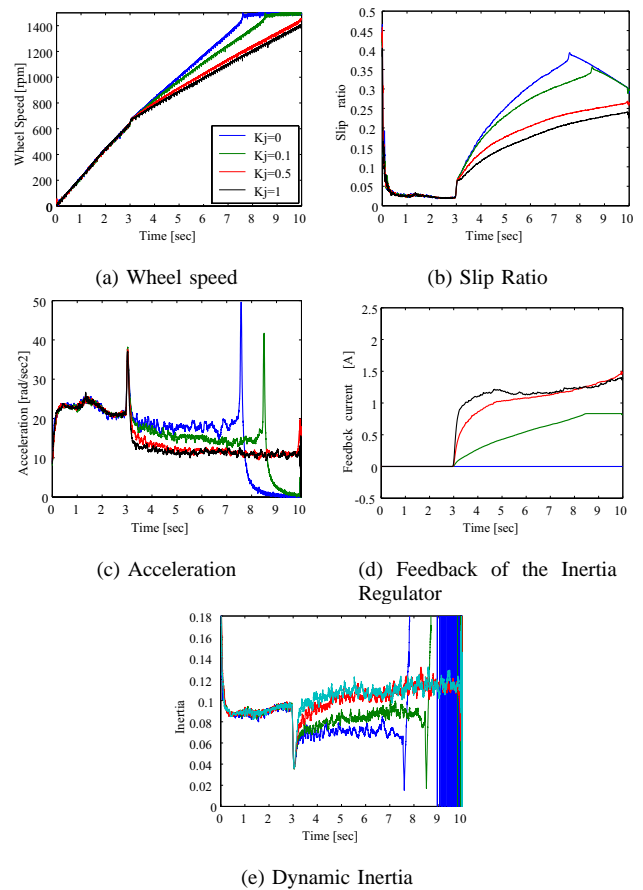 1400
1200
1000
800
600
400
200
0
Wheel Speed [rpm]
Kj=0
Kj=0.1
Kj=0.5
Kj=1
0 1 2 3 4 5 6 7 8 9 10
Time [sec]
(a) Wheel speed
0.5
0.45
0.4
0.35
0.3
0.25
0.2
0.15
0.1
0.05
0
Slip ratio
0 1 2 3 4 5 6 7 8 9 10
Time [sec]
(b) Slip Ratio
50
40
30
20
10
0
Acceleration [rad/sec2]
0 1 2 3 4 5 6 7 8 9 10
Time [sec]
(c) Acceleration
2.5
2
1.5
1
0.5
0
-0.5
Feedbck current [A]
0 1 2 3 4 5 6 7 8 9 10
Time [sec]
(d) Feedback of the Inertia
Regulator
0.18
0.16
0.14
0.12
0.1
0.08
0.06
0.04
0.02
0
Inertia
0 1 2 3 4 5 6 7 8 9 10
Time [sec]
(e) Dynamic Inertia